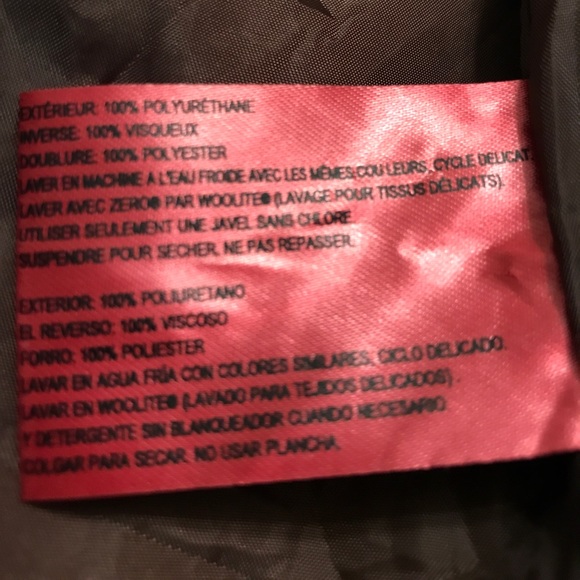 EXTÉRIEUR: 100% POLYURÉTHANE
INVERSE: 100% VISQUEUX
DOUBLURE: 100% POLYESTER
LAVER EN MACHINE A L'EAU FROIDE AVEC LES MÊMES COULEURS, CYCLE DELICAT.
LAVER AVEC ZERO® PAR WOOLITE® (LAVAGE POUR TISSUS DÉLICATS).
UTILISER SEULEMENT UNE JAVEL SANS CHLORE
SUSPENDRE POUR SECHER, NE PAS REPASSER.
EXTERIOR: 100% POLIURETANO
EL REVERSO: 100% VISCOSO
FORRO: 100% POLIESTER
LAVAR EN AGUA FRÍA CON COLORES SIMILARES, CICLO DELICADO.
LAVAR EN WOOLITE® (LAVADO PARA TEJIDOS DELICADOS).
Y DETERGENTE SIN BLANQUEADOR CUANDO NECESARIO
COLGAR PARA SECAR. NO USAR PLANCHA.